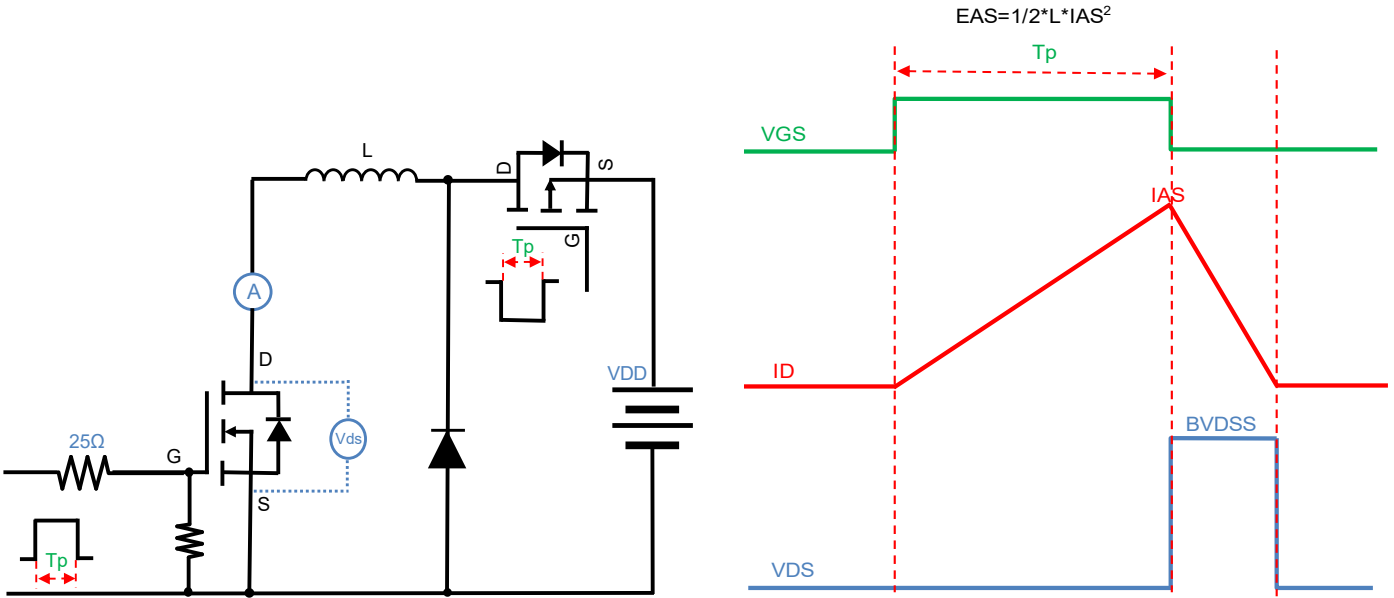 L
D
S
G
Tp
A
D
VDD
25Ω
G
Vds
S
Tp
EAS=1/2*L*IAS²
Tp
VGS
IAS
ID
BVDSS
VDS